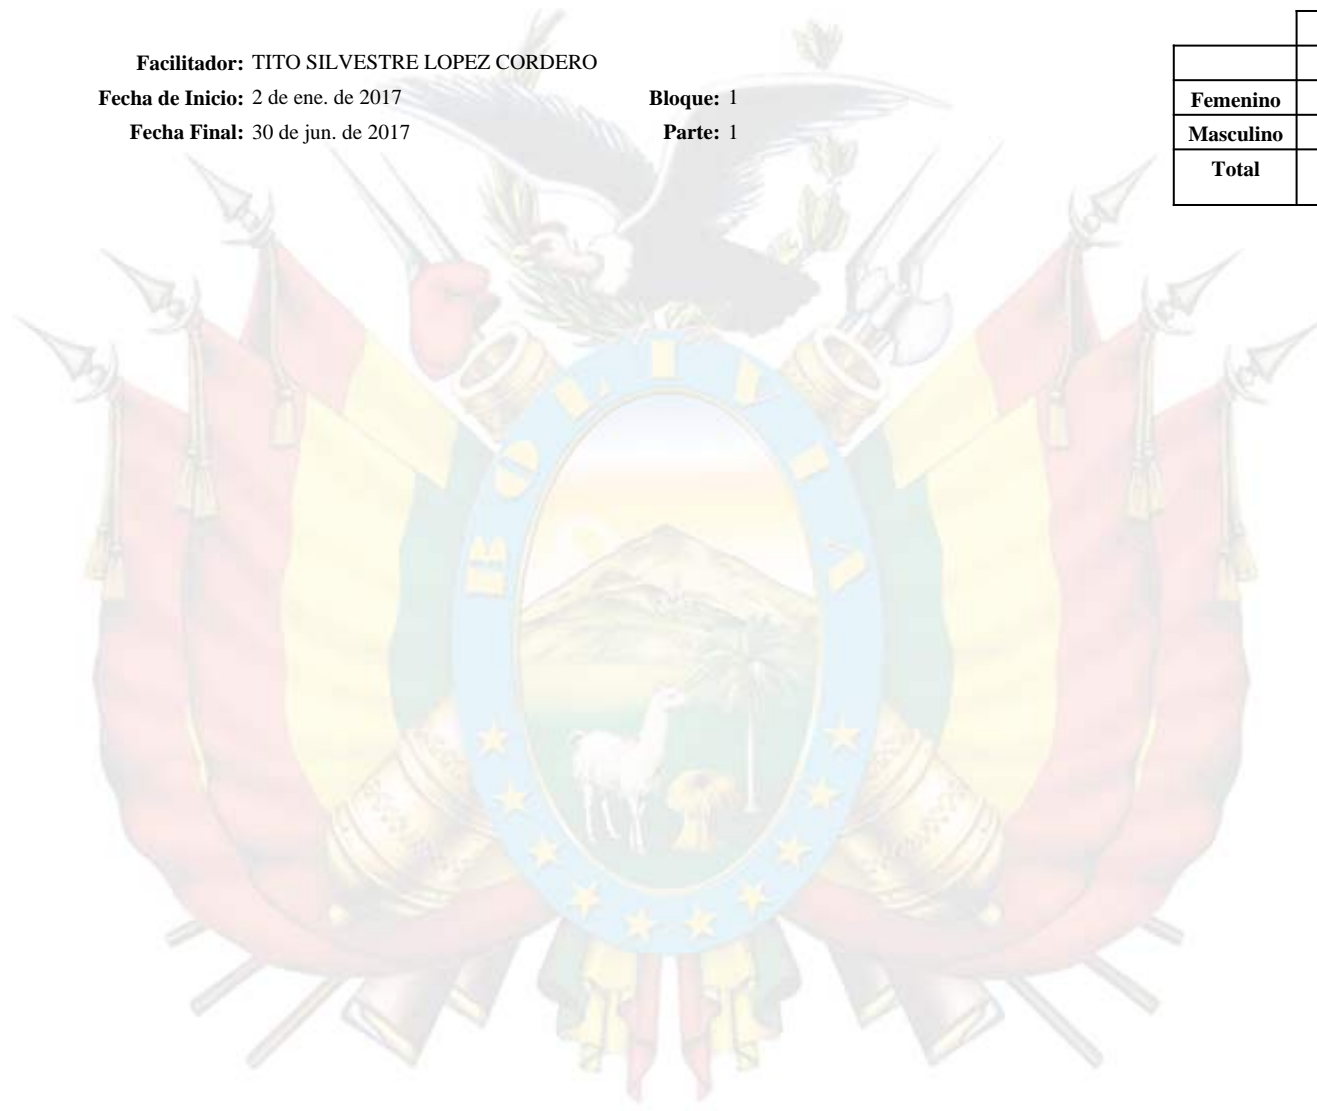 Facilitador: TITO SILVESTRE LOPEZ CORDERO
Fecha de Inicio: 2 de ene. de 2017 Bloque: 1
Fecha Final: 30 de jun. de 2017 Parte: 1
Femenino
Masculino
Total
BOLIVIA